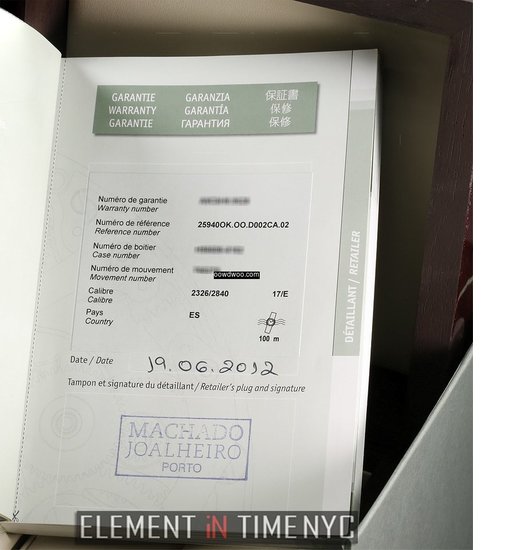 GARANTIE GARANZIA 保証書
WARRANTY GARANTÍA 保修
GARANTIE ГАРАНТИЯ 保修
Numéro de garantie
Warranty number
Numéro de référence 25940OK.OO.D002CA.02
Reference number
Numéro de boitier
Case number
Numéro de mouvement
Movement number
oowdwoo.com
Calibre 2326/2840 17/E
Calibre
Pays ES
Country
100 m
Date / Date 19.06.2012
Tampon et signature du détaillant / Retailer's plug and signature
MACHADO
JOALHEIRO
PORTO
DÉTAILLANT / RETAILER
ELEMENT iN TIME NYC